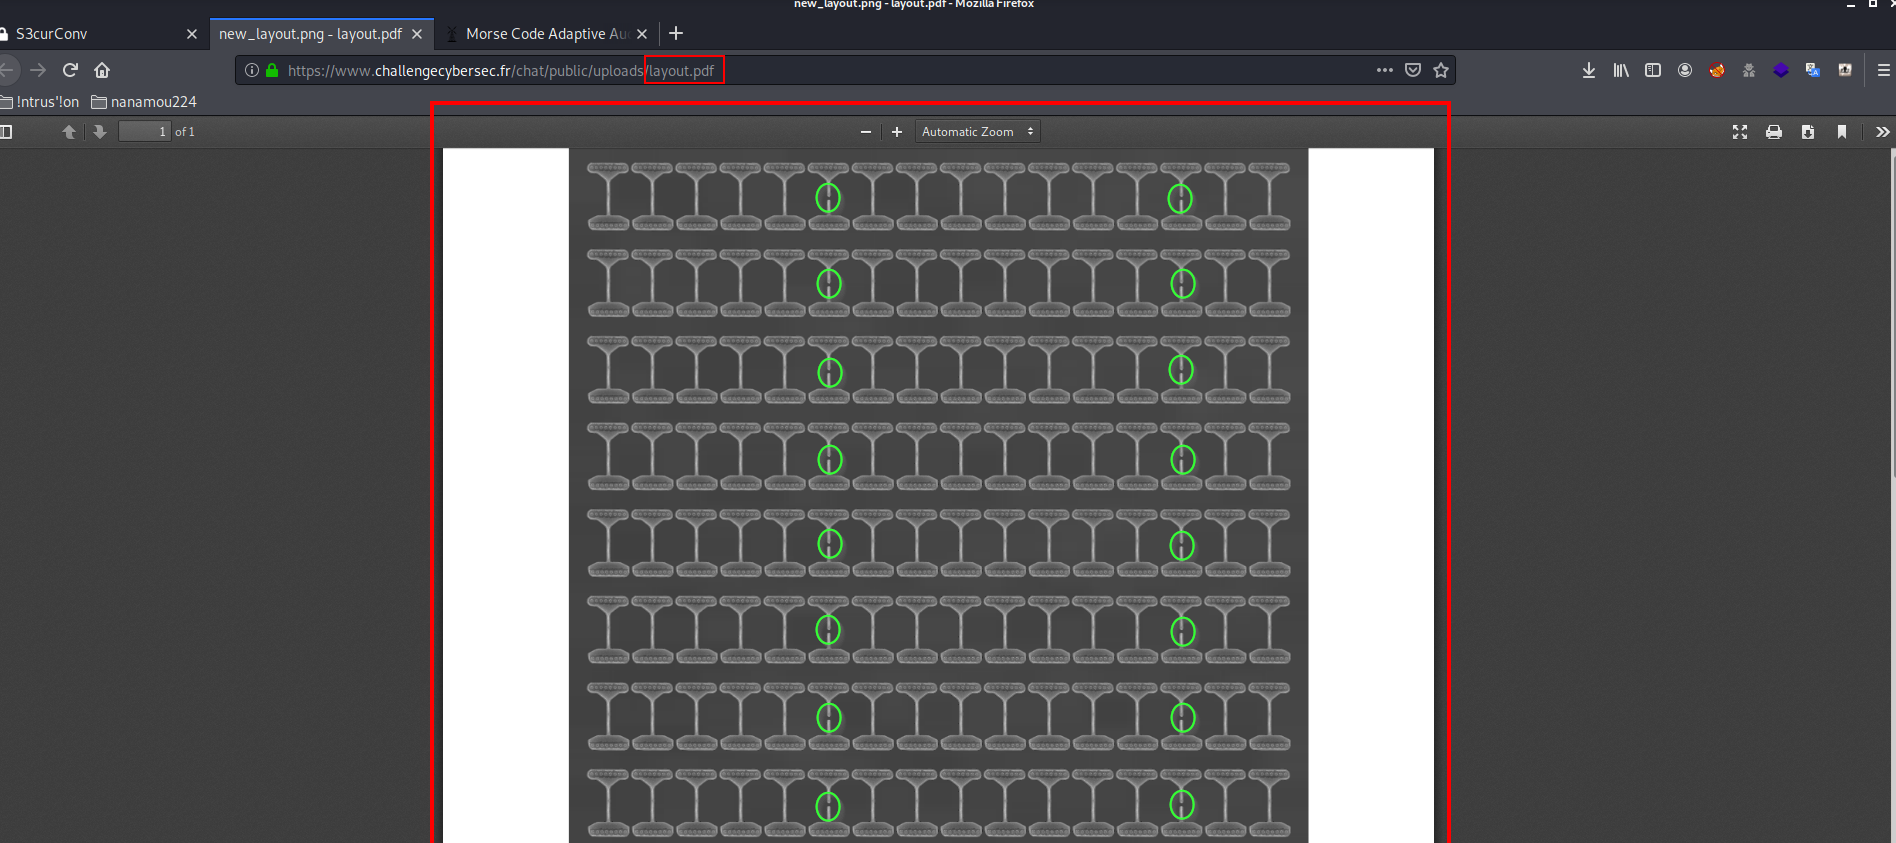 new_layout.png - layout.pdf - Mozilla Firefox
S3curConv
new_layout.png - layout.pdf
Morse Code Adaptive Au
https://www.challengecybersec.fr/chat/public/uploads/layout.pdf
!ntrus'!on
nanamou224
1 of 1
Automatic Zoom